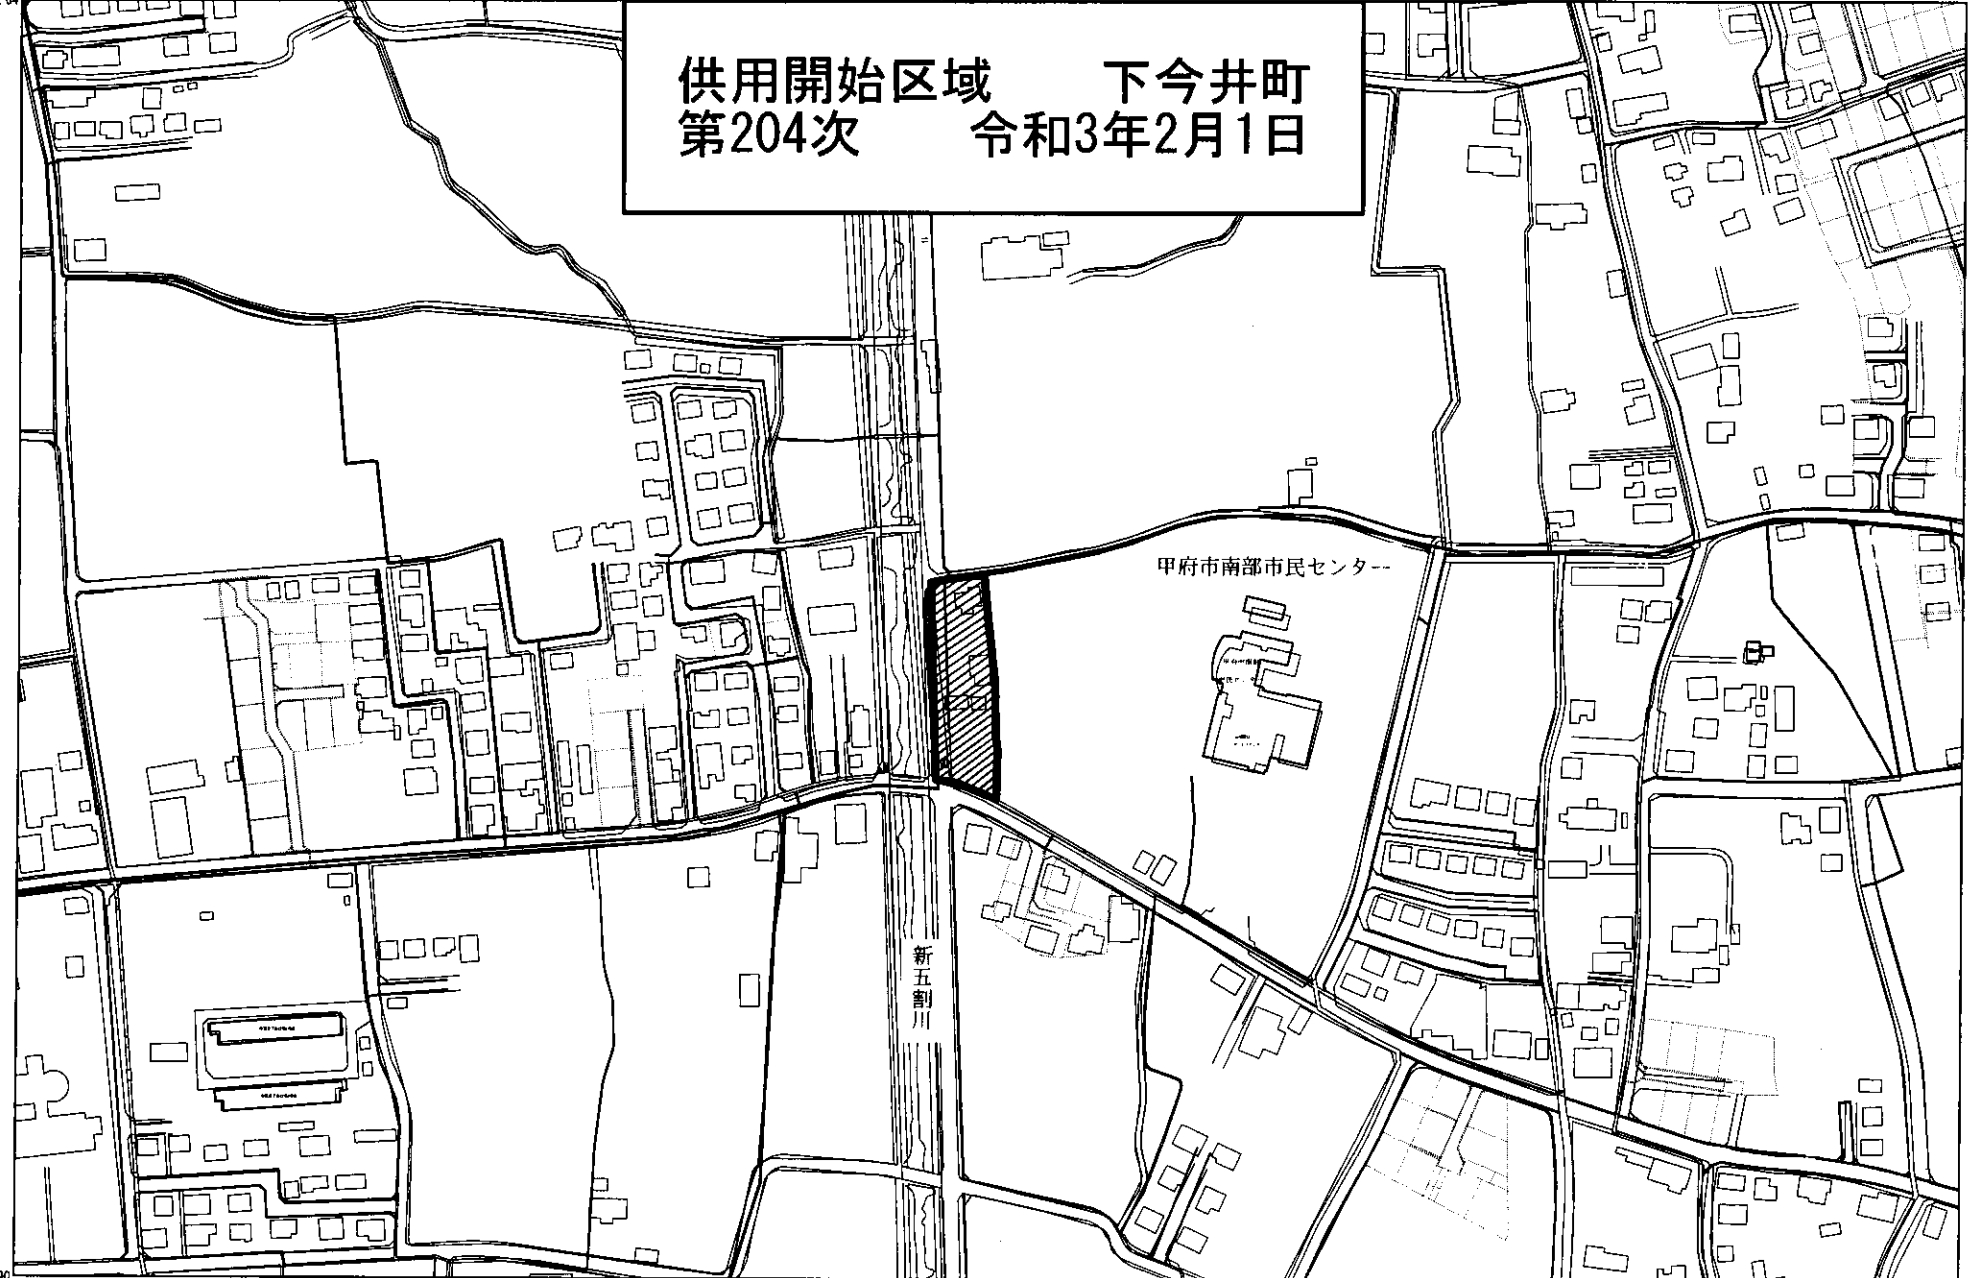 供用開始区域　　下今井町
第204次　　令和3年2月1日
甲府市南部市民センター
新五割川